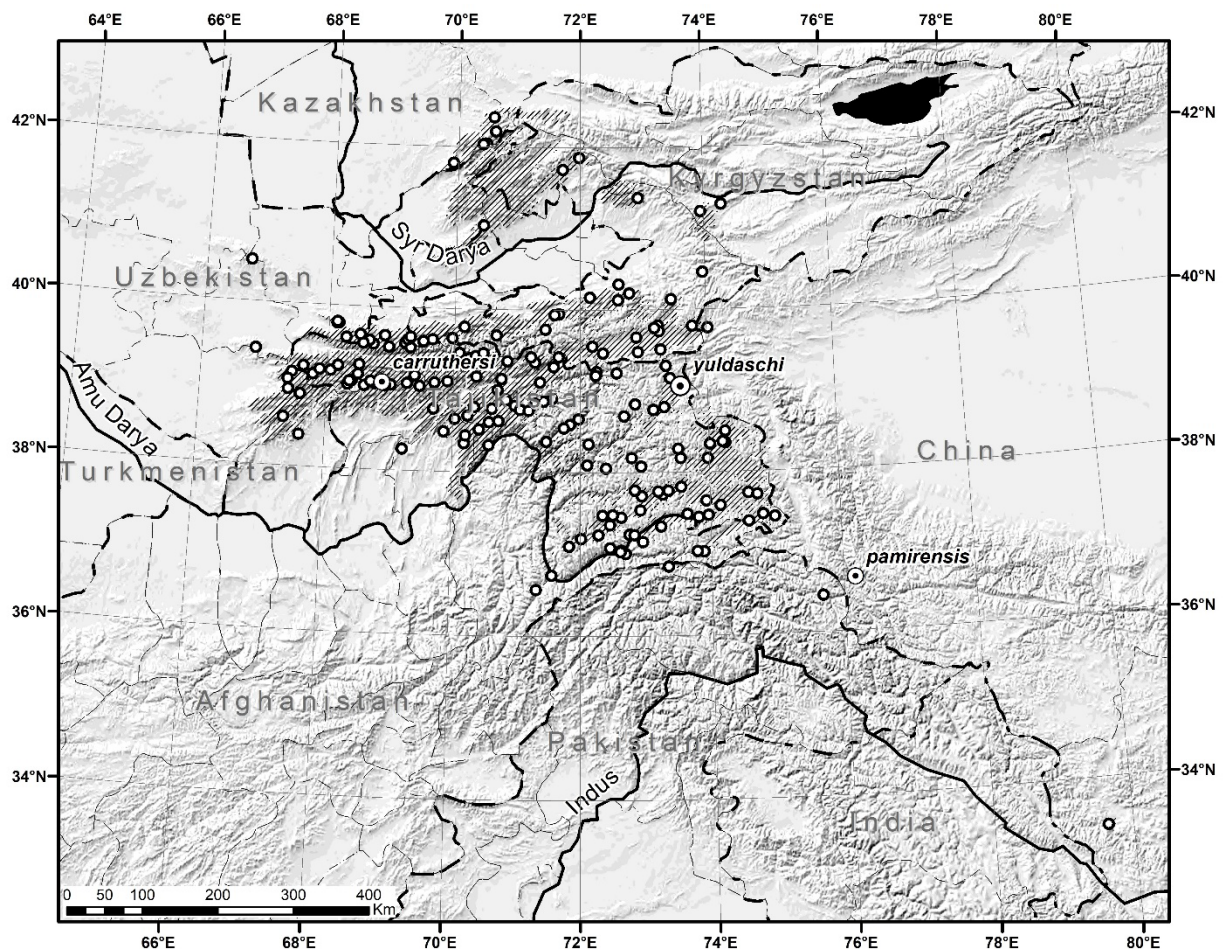 64°E 66°E 68°E 70°E 72°E 74°E 76°E 78°E 80°E
Kazakhstan
42°N 42°N
Kyrgyzstan
Syr Darya
Uzbekistan
40°N 40°N
carruthersi
yuldaschi
Tajikistan
Amu Darya
38°N 38°N
China
Turkmenistan
pamirensis
36°N 36°N
Afghanistan
Pakistan
34°N 34°N
Indus
India
0 50 100 200 300 400
Km
66°E 68°E 70°E 72°E 74°E 76°E 78°E